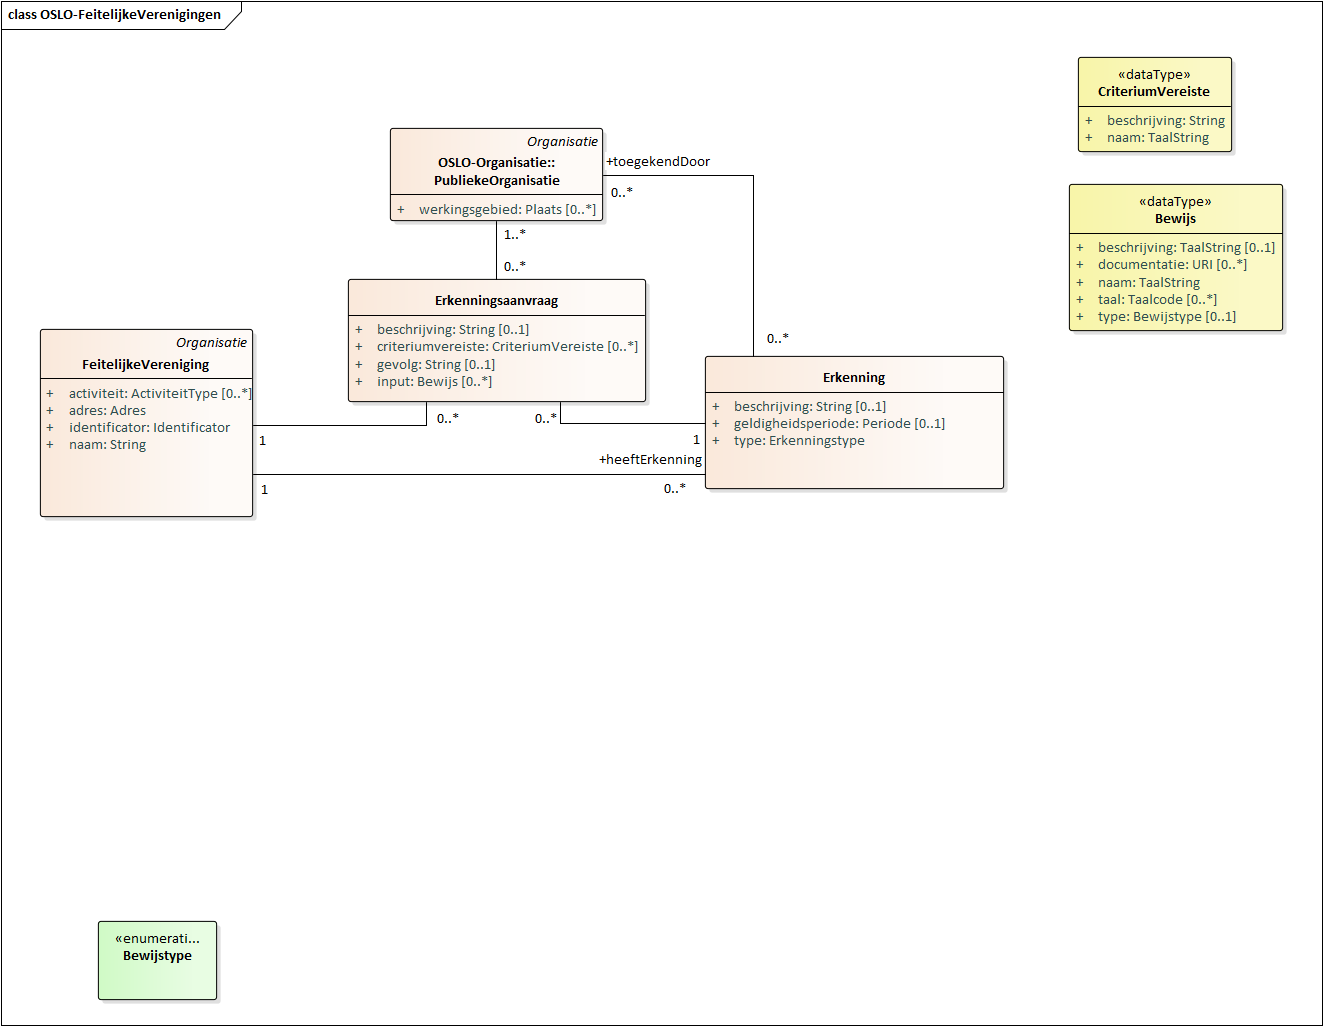 class OSLO-FeitelijkeVerenigingen
«dataType»
CriteriumVereiste
+ beschrijving: String
+ naam: TaalString
Organisatie
OSLO-Organisatie::
PubliekeOrganisatie
+ werkingsgebied: Plaats [0..*]
+toegekendDoor
0..*
«dataType»
Bewijs
+ beschrijving: TaalString [0..1]
+ documentatie: URI [0..*]
+ naam: TaalString
+ taal: Taalcode [0..*]
+ type: Bewijstype [0..1]
1..*
0..*
Erkenningsaanvraag
+ beschrijving: String [0..1]
+ criteriumvereiste: CriteriumVereiste [0..*]
+ gevolg: String [0..1]
+ input: Bewijs [0..*]
Organisatie
FeitelijkeVereniging
+ activiteit: ActiviteitType [0..*]
+ adres: Adres
+ identificator: Identificator
+ naam: String
0..*
Erkenning
+ beschrijving: String [0..1]
+ geldigheidsperiode: Periode [0..1]
+ type: Erkenningstype
0..*
0..*
1
1
+heeftErkenning
1
0..*
«enumerati...
Bewijstype